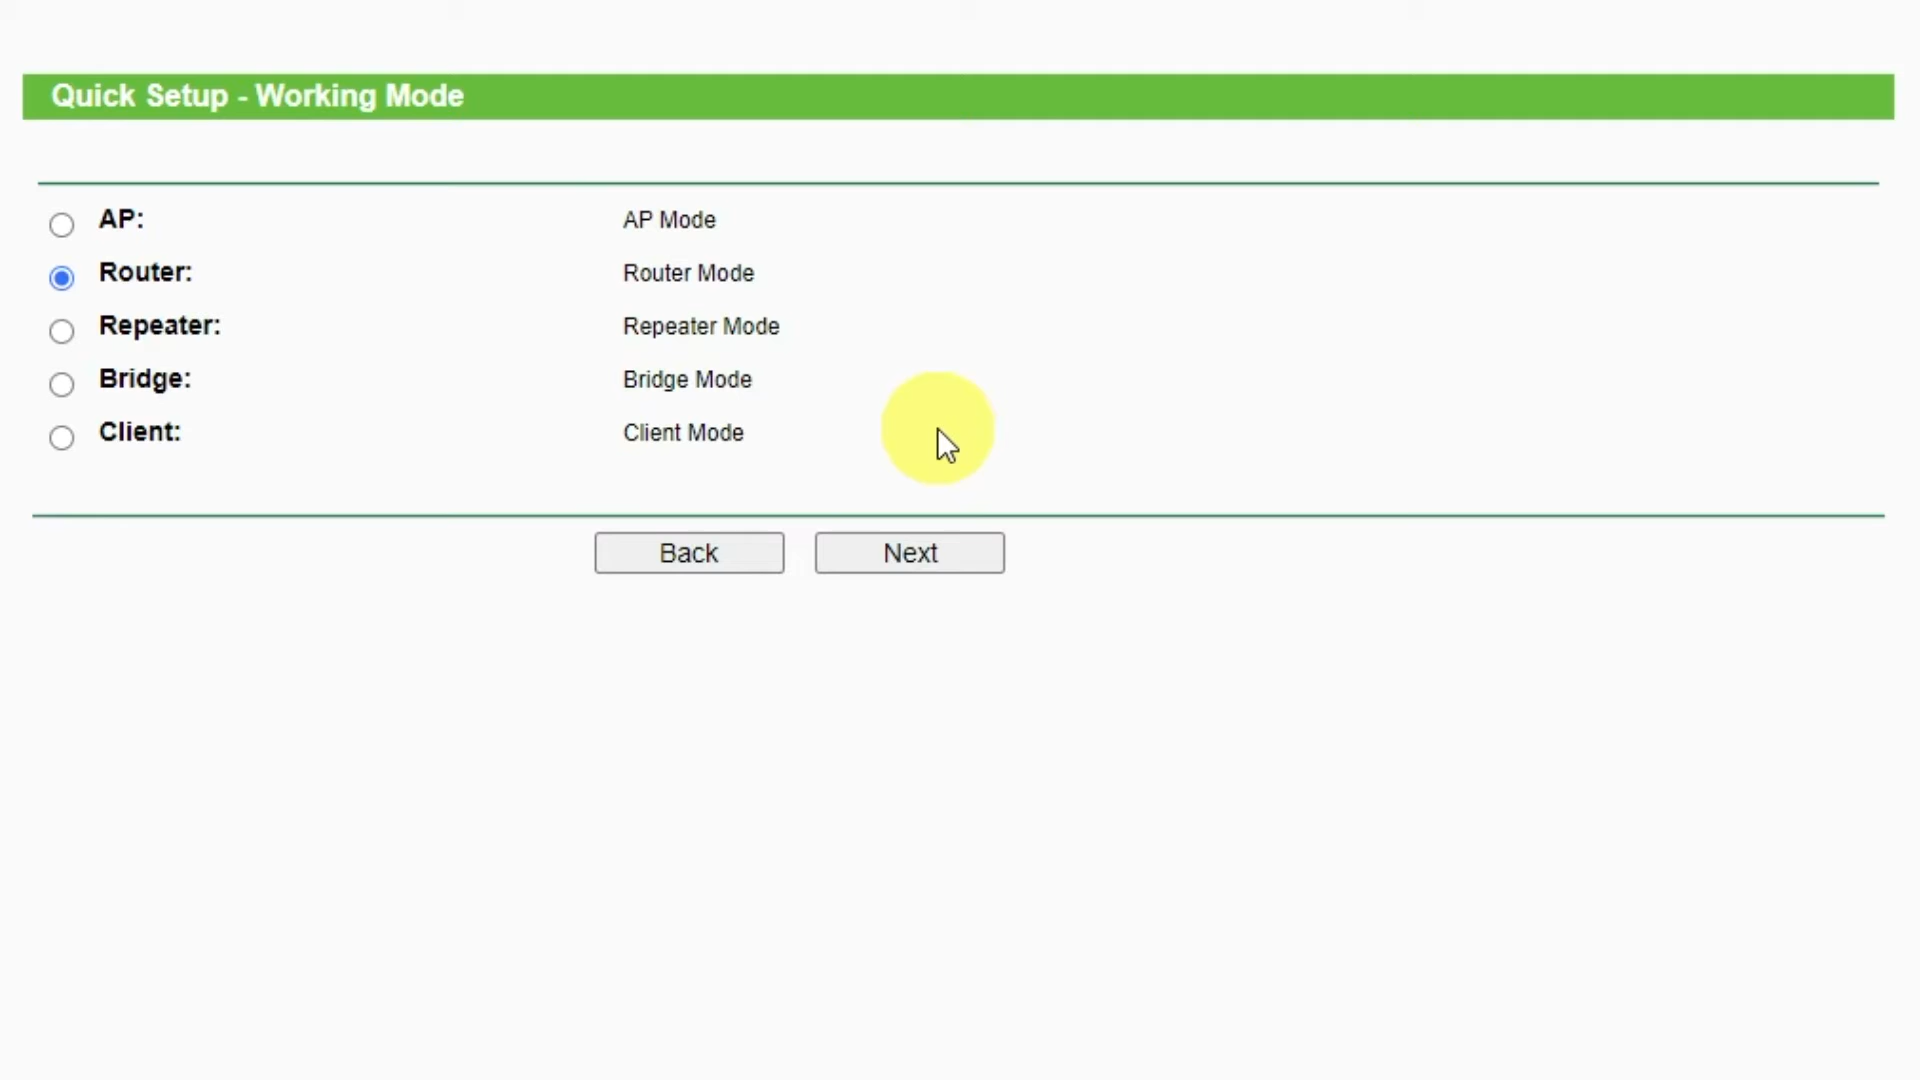 Quick Setup - Working Mode
AP: AP Mode
Router: Router Mode
Repeater: Repeater Mode
Bridge: Bridge Mode
Client: Client Mode
Back Next